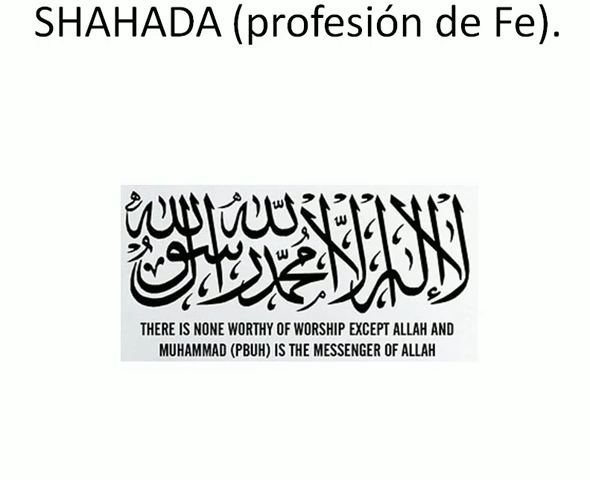 SHAHADA (profesión de Fe).
لا إله إلا الله محمد رسول الله
THERE IS NONE WORTHY OF WORSHIP EXCEPT ALLAH AND
MUHAMMAD (PBUH) IS THE MESSENGER OF ALLAH